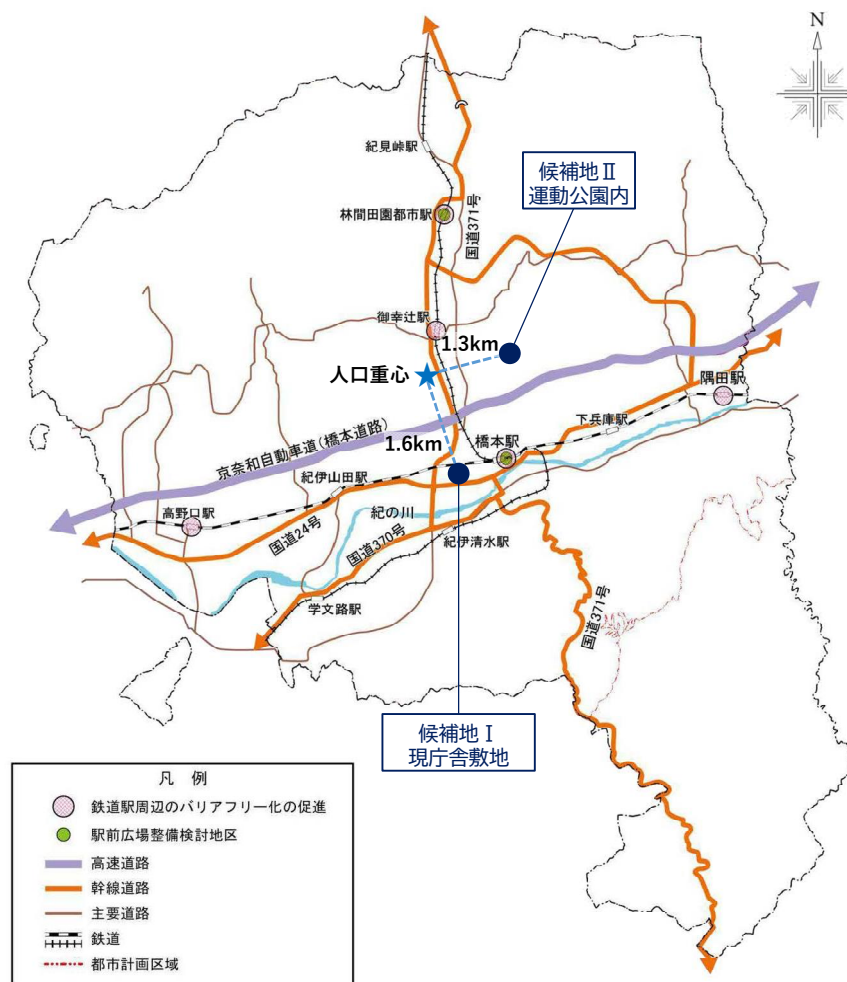 N
紀見峠駅
候補地Ⅱ
運動公園内
林間田園都市駅
国道371号
御幸辻駅
1.3km
人口重心
隅田駅
下兵庫駅
京奈和自動車道(橋本道路)
1.6km
橋本駅
紀伊山田駅
高野口駅
紀の川
国道24号
国道370号
紀伊清水駅
学文路駅
国道371号
候補地Ⅰ
現庁舎敷地
凡 例
鉄道駅周辺のバリアフリー化の促進
駅前広場整備検討地区
高速道路
幹線道路
主要道路
鉄道
都市計画区域